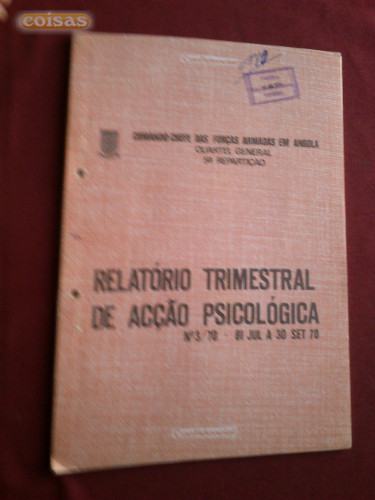 coisas
COMANDO-CHEFE DAS FORÇAS ARMADAS EM ANGOLA
QUARTEL GENERAL
5ª REPARTIÇÃO
RELATÓRIO TRIMESTRAL
DE ACÇÃO PSICOLÓGICA
Nº3/70 - 01 JUL A 30 SET 70